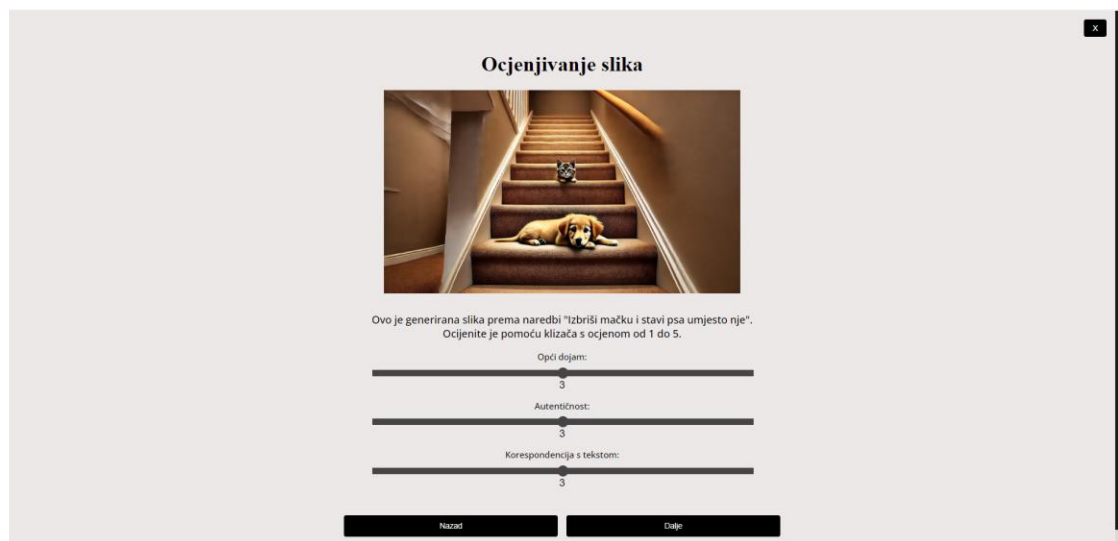 X
Ocjenjivanje slika
Ovo je generirana slika prema naredbi "Izbriši mačku i stavi psa umjesto nje".
Ocijenite je pomoću klizača s ocjenom od 1 do 5.
Opći dojam:
3
Autentičnost:
3
Korespondencija s tekstom:
3
Nazad
Dalje